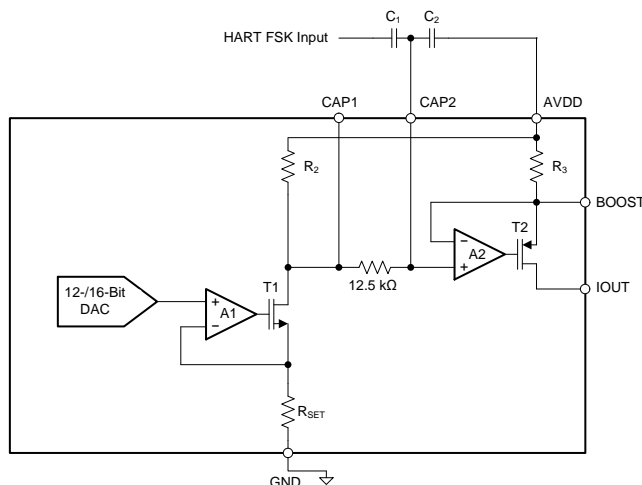 C1 C2
HART FSK Input
CAP1 CAP2 AVDD
R2 R3
BOOST
T2
A2
12.5 kΩ
IOUT
12-/16-Bit
DAC
T1
A1
RSET
GND
+
−
−
+